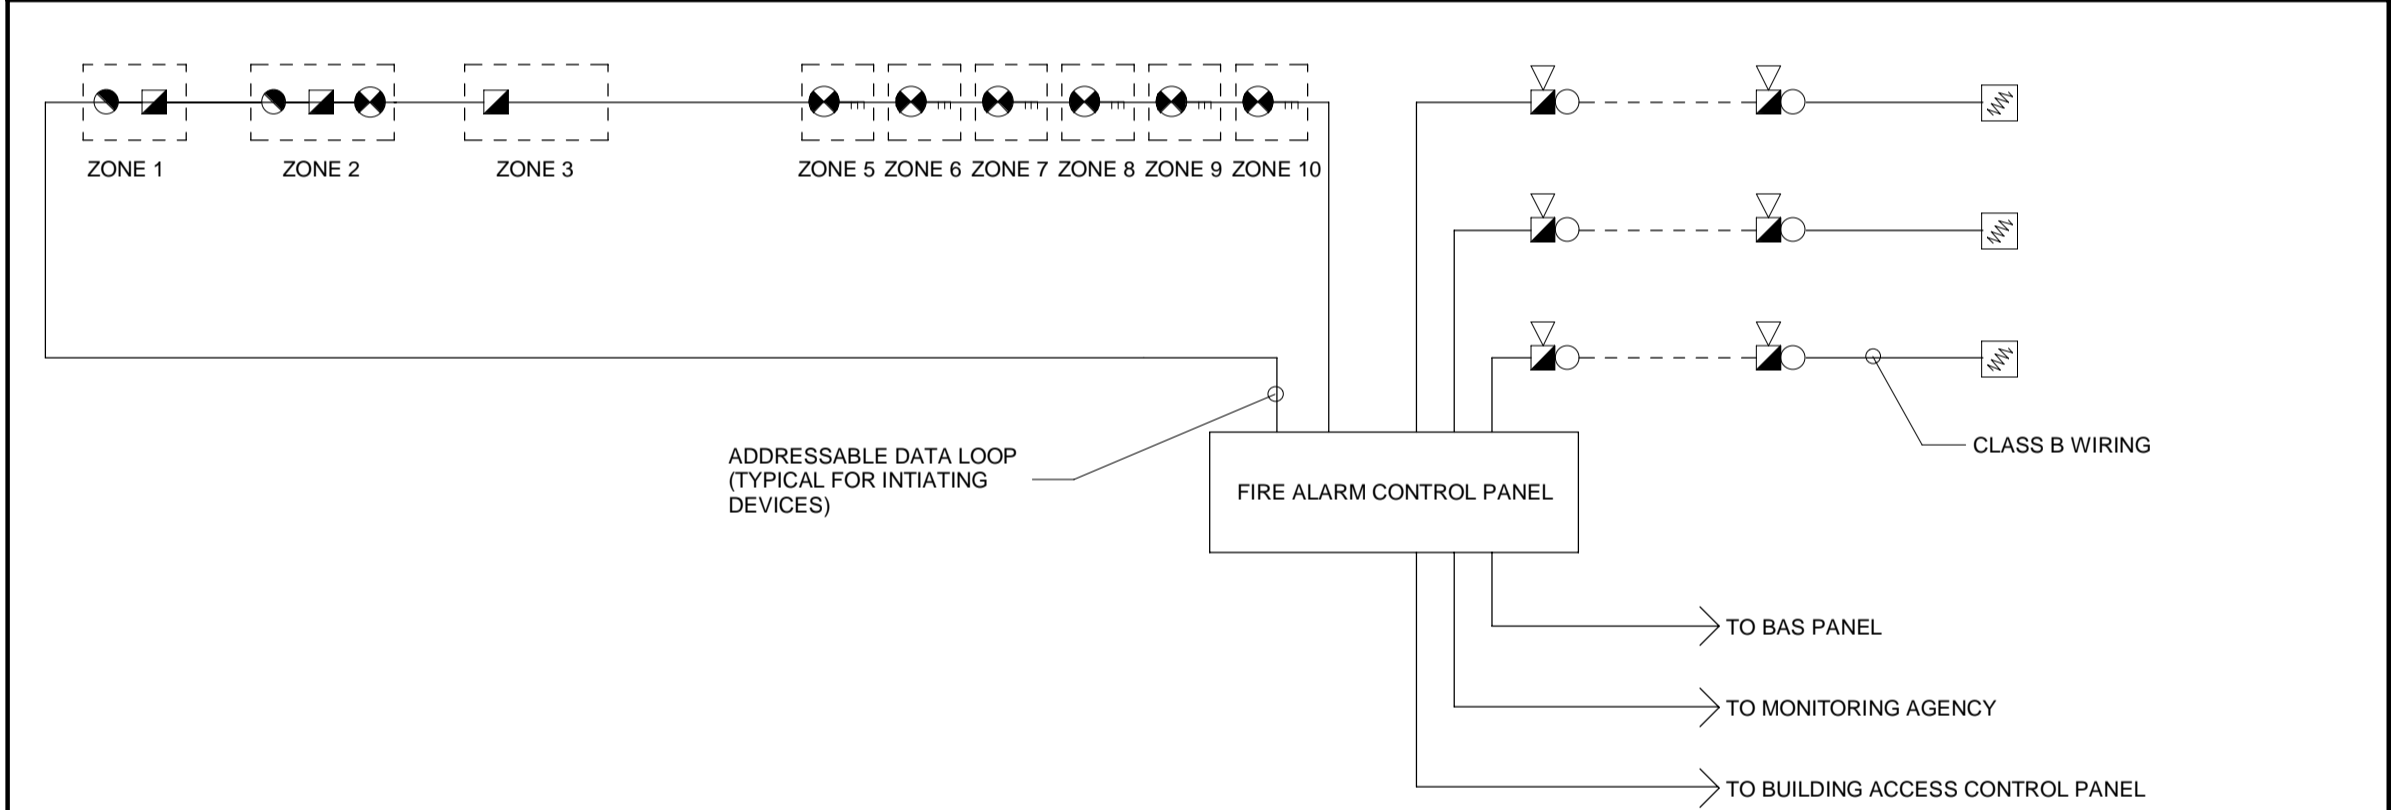 ZONE 1
ZONE 2
ZONE 3
ZONE 5
ZONE 6
ZONE 7
ZONE 8
ZONE 9
ZONE 10
ADDRESSABLE DATA LOOP
(TYPICAL FOR INTIATING
DEVICES)
FIRE ALARM CONTROL PANEL
CLASS B WIRING
TO BAS PANEL
TO MONITORING AGENCY
TO BUILDING ACCESS CONTROL PANEL